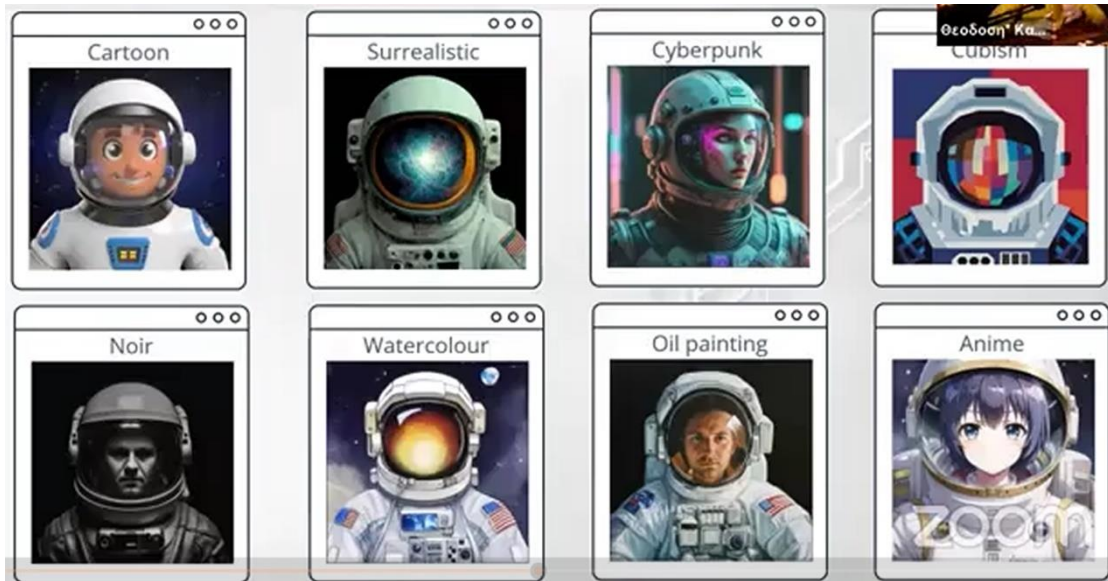 Cartoon
Surrealistic
Cyberpunk
Θεοδοση* Κα...
Cubism
Noir
Watercolour
Oil painting
Anime
zoom